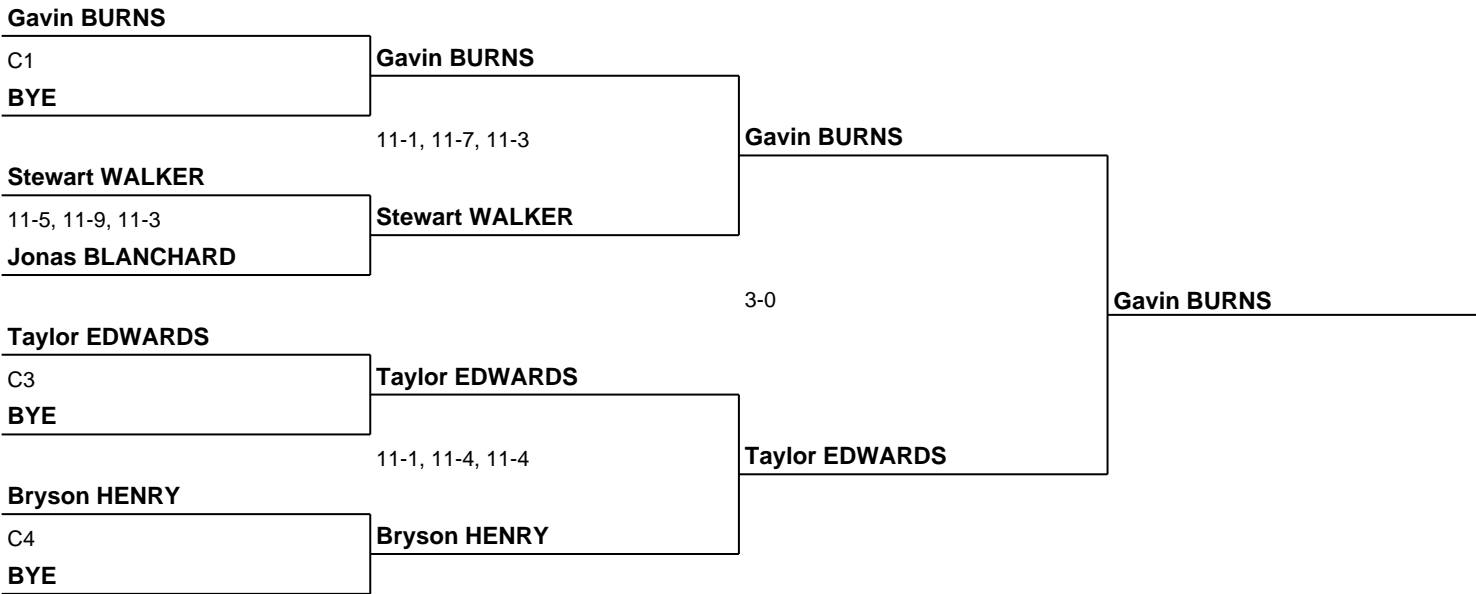 Gavin BURNS
C1
BYE
Gavin BURNS
11-1, 11-7, 11-3
Stewart WALKER
11-5, 11-9, 11-3
Jonas BLANCHARD
Stewart WALKER
Gavin BURNS
3-0
Gavin BURNS
Taylor EDWARDS
C3
BYE
Taylor EDWARDS
11-1, 11-4, 11-4
Taylor EDWARDS
Bryson HENRY
C4
BYE
Bryson HENRY